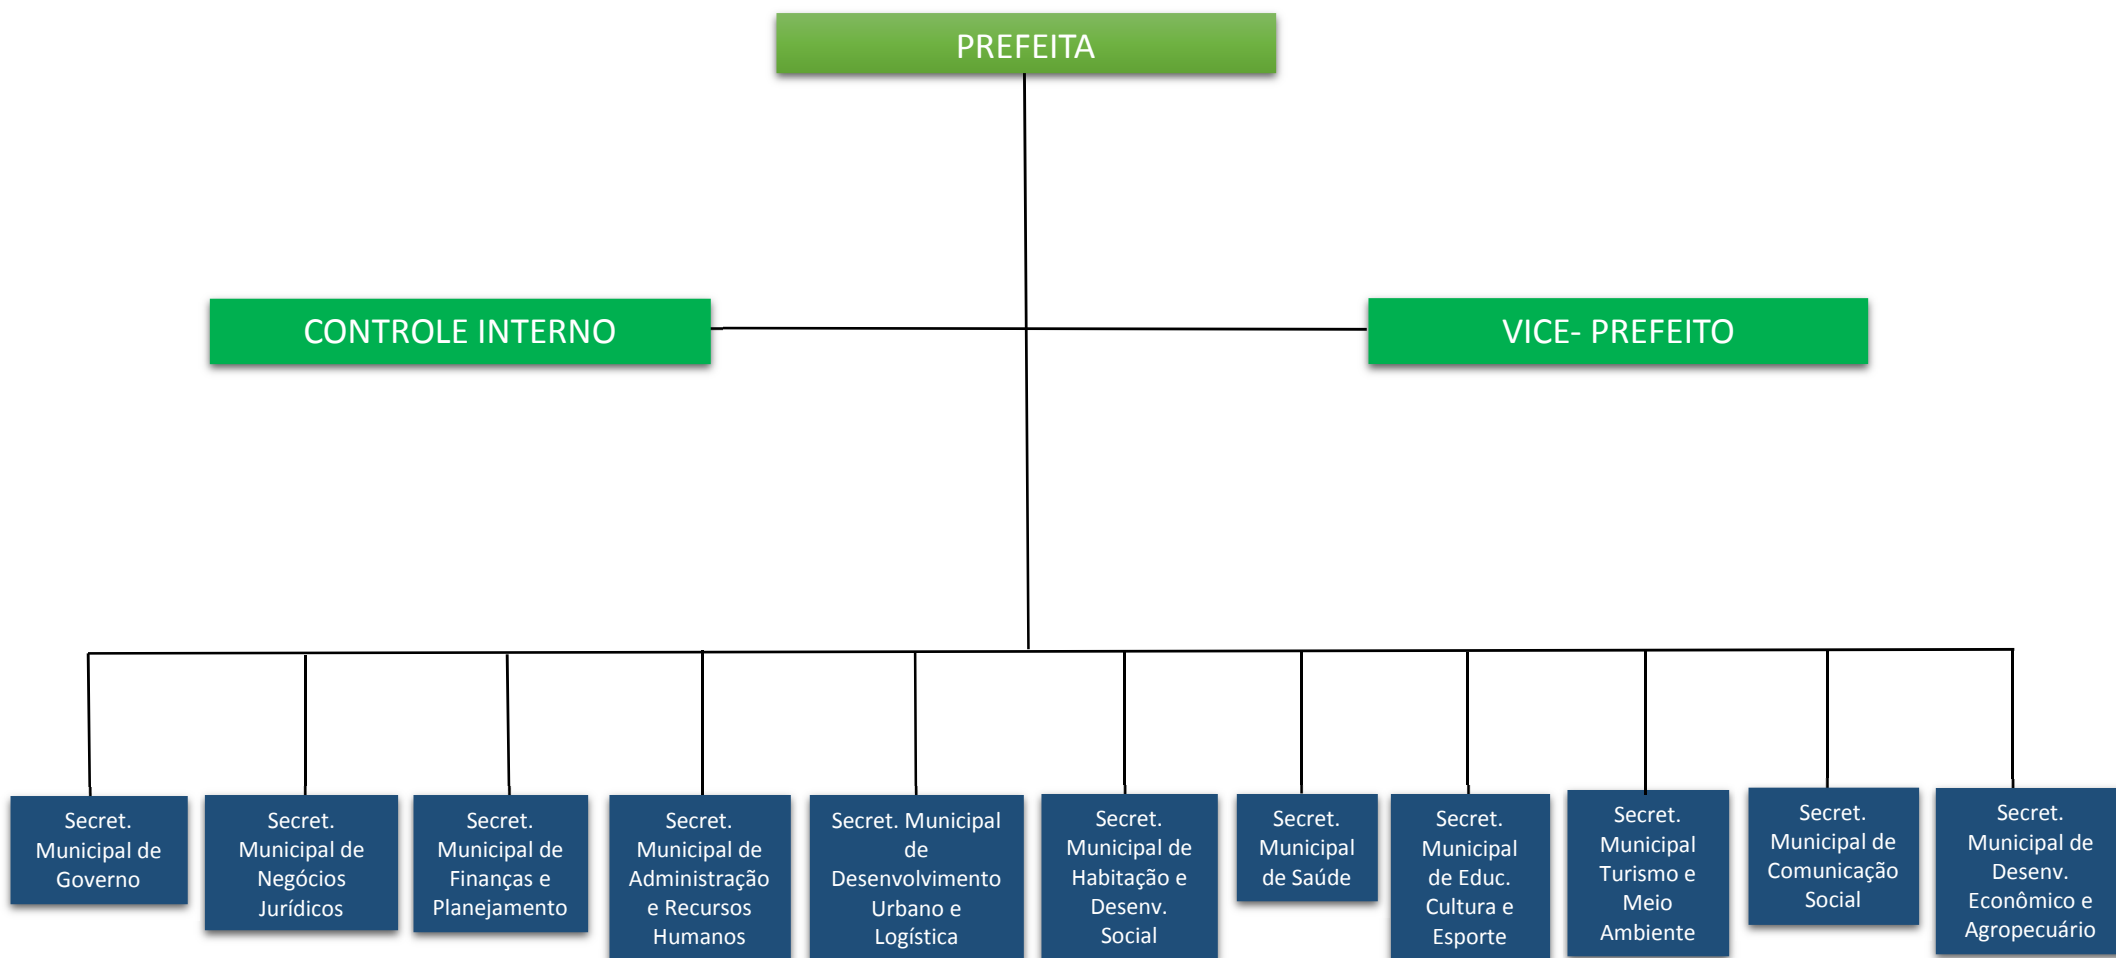 PREFEITA
CONTROLE INTERNO
VICE- PREFEITO
Secret.
Municipal de
Governo
Secret.
Municipal de
Negócios
Jurídicos
Secret.
Municipal de
Finanças e
Planejamento
Secret.
Municipal de
Administração
e Recursos
Humanos
Secret. Municipal
de
Desenvolvimento
Urbano e
Logística
Secret.
Municipal de
Habitação e
Desenv.
Social
Secret.
Municipal
de Saúde
Secret.
Municipal
de Educ.
Cultura e
Esporte
Secret.
Municipal
Turismo e
Meio
Ambiente
Secret.
Municipal de
Comunicação
Social
Secret.
Municipal de
Desenv.
Econômico e
Agropecuário